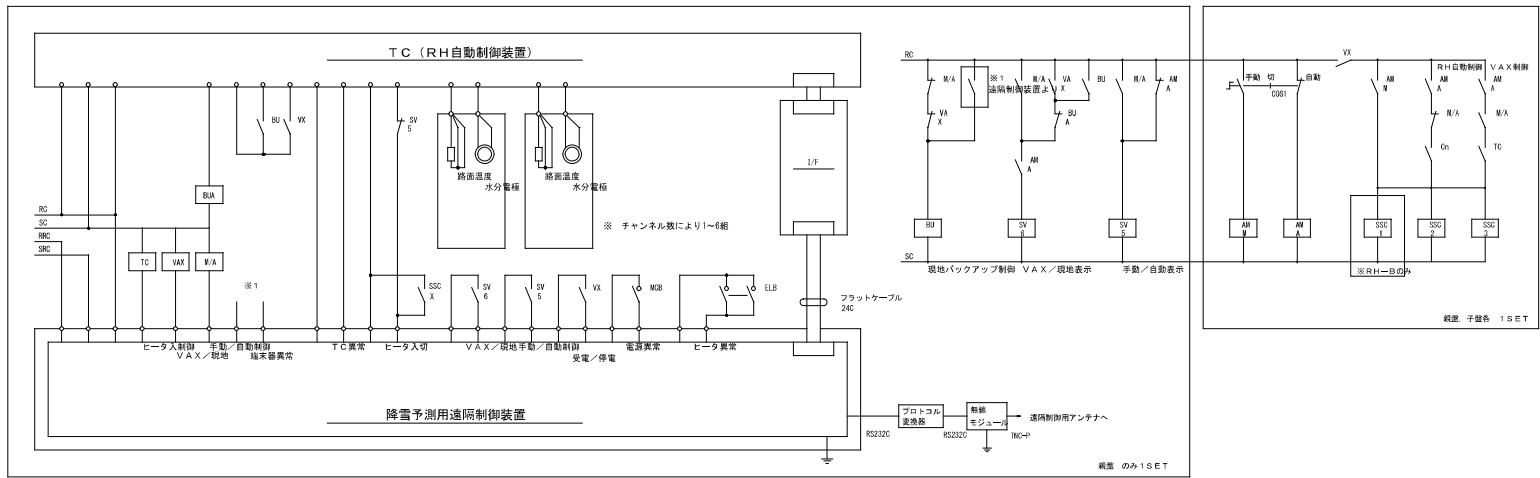 ＴＣ（ＲＨ自動制御装置）
BU
VX
SV
5
路面温度
水分電極
路面温度
水分電極
I/F
BUA
RC
SC
RRC
SRC
※ チャンネル数により1～6組
TC
VAX
M/A
※1
SSC
X
SV
6
SV
5
VX
MCB
ELB
フラットケーブル
24C
ヒータ入制御
手動／自動制御
ＶＡＸ／現地
端末器異常
ＴＣ異常
ヒータ入切
ＶＡＸ／現地
手動／自動制御
受電／停電
電源異常
ヒータ異常
降雪予測用遠隔制御装置
RS232C
プロトコル
変換器
RS232C
無線
モジュール
TNC-P
遠隔制御用アンテナへ
親盤 のみ１ＳＥＴ
RC
M/A
VA
X
※１
遠隔制御装置より
M/A
VA
X
BU
BU
A
AM
A
M/A
AM
A
BU
SV
6
SV
5
SC
現地バックアップ制御
ＶＡＸ／現地表示
手動／自動表示
VX
手動 切 自動
COS1
ＲＨ自動制御
ＶＡＸ制御
AM
M
AM
A
AM
A
M/A
M/A
Cn
TC
AM
M
AM
A
SSC
1
SSC
2
SSC
3
※ＲＨ－Ｂのみ
親盤、子盤各 １ＳＥＴ